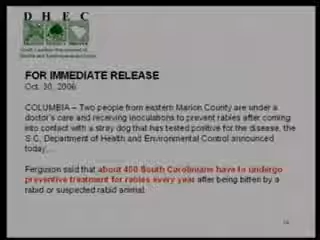 D H E C
FOR IMMEDIATE RELEASE
Oct. 30, 2006
COLUMBIA – Two people from eastern Marion County are under a
doctor's care and receiving inoculations to prevent rabies after coming
into contact with a stray dog that has tested positive for the disease, the
S.C. Department of Health and Environmental Control announced
today....
Ferguson said that about 400 South Carolinians have to undergo
preventive treatment for rabies every year after being bitten by a
rabid or suspected rabid animal.